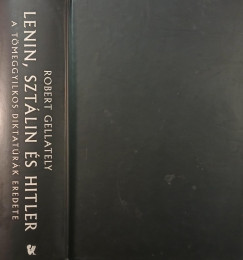 ROBERT GELLATELY
LENIN, SZTÁLIN ÉS HITLER
A TÖMEGGYILKOS DIKTATÚRÁK EREDETE